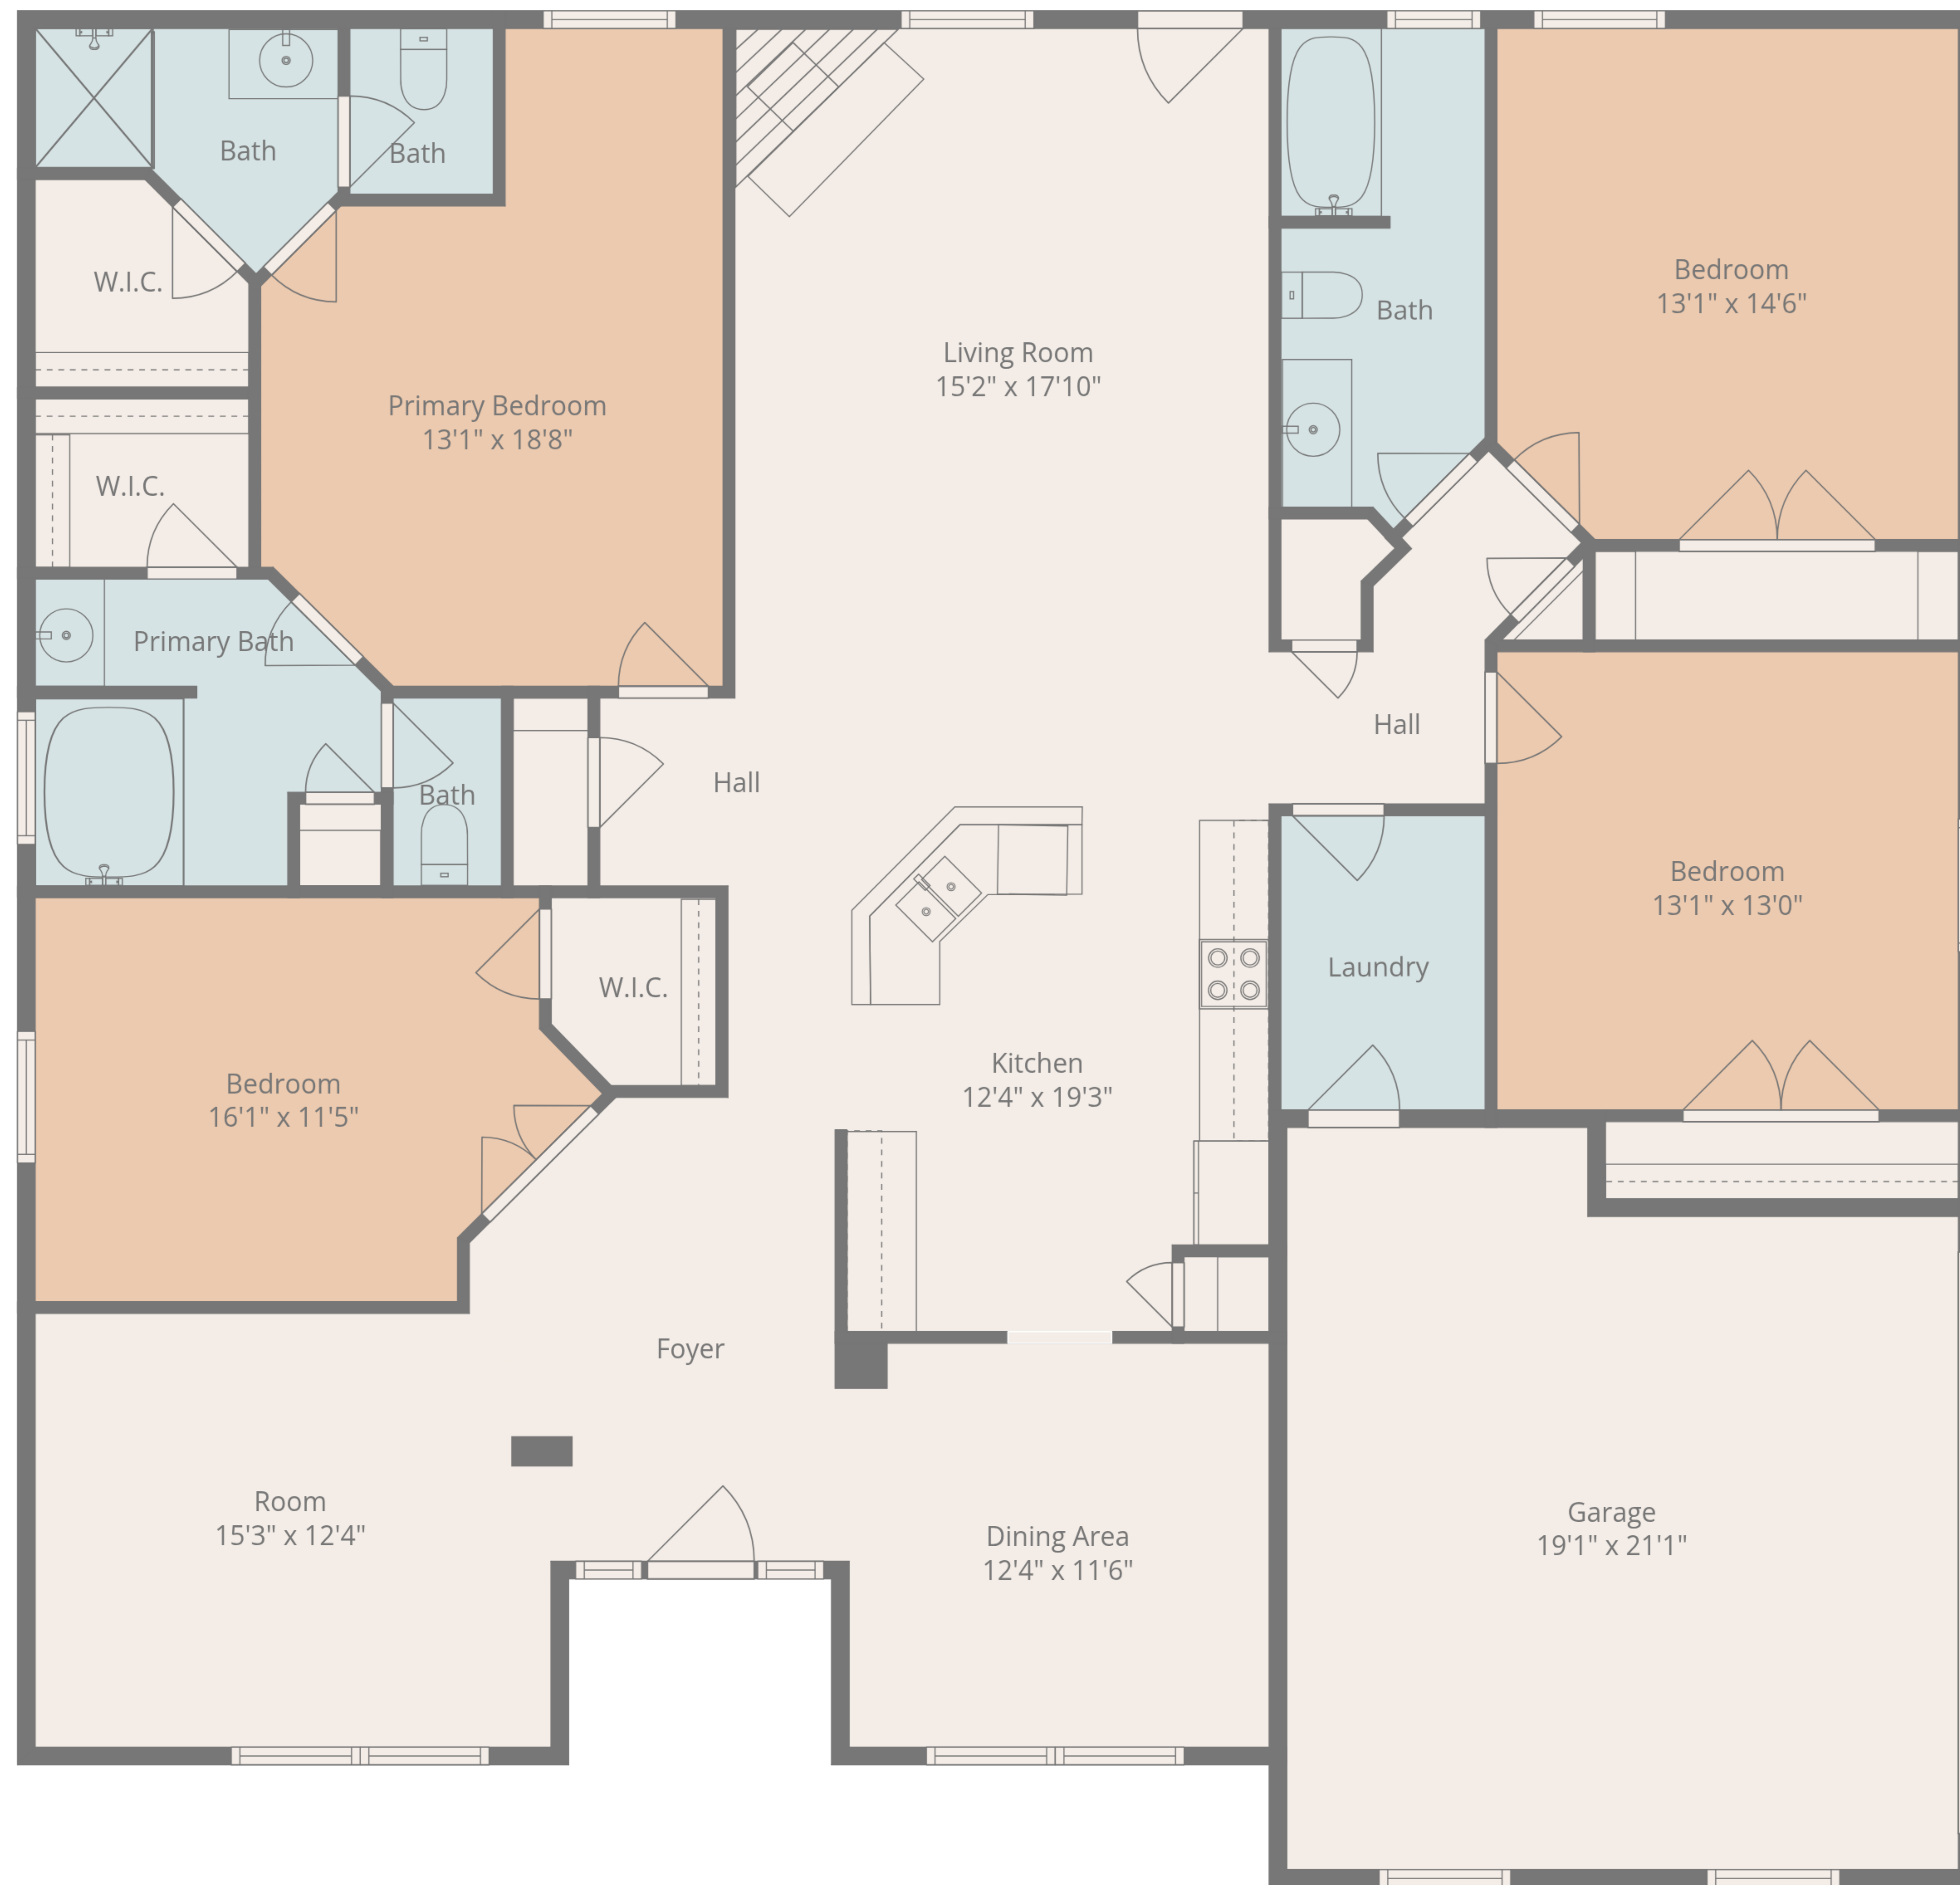 Bath
Bath
W.I.C.
Bedroom
13'1" x 14'6"
Bath
Living Room
15'2" x 17'10"
Primary Bedroom
13'1" x 18'8"
W.I.C.
Primary Bath
Hall
Hall
Bath
Bedroom
13'1" x 13'0"
Laundry
W.I.C.
Kitchen
12'4" x 19'3"
Bedroom
16'1" x 11'5"
Foyer
Room
15'3" x 12'4"
Garage
19'1" x 21'1"
Dining Area
12'4" x 11'6"